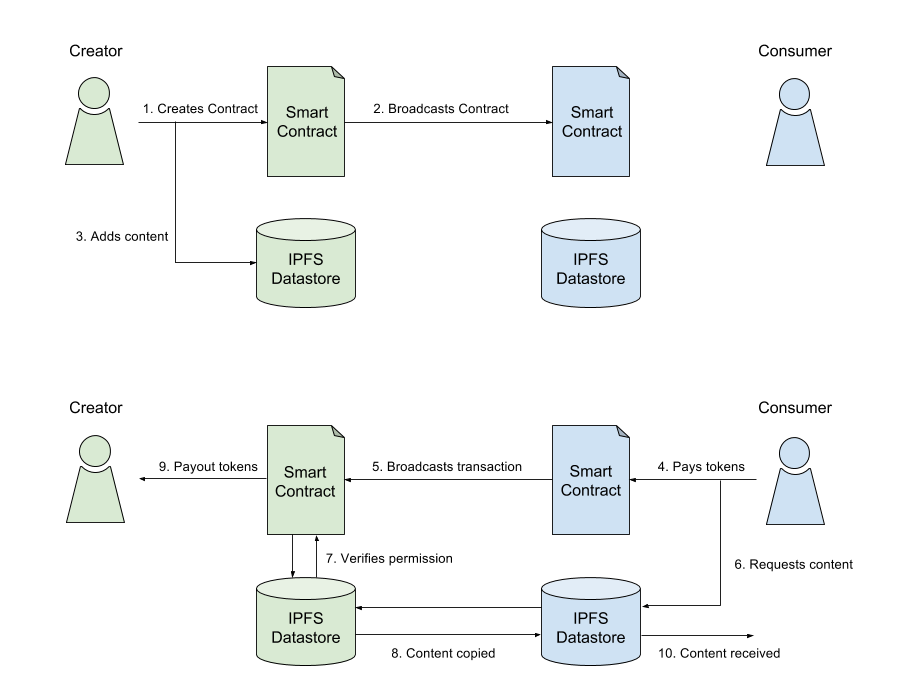 Creator
Consumer
1. Creates Contract
Smart
Contract
2. Broadcasts Contract
Smart
Contract
3. Adds content
IPFS
Datastore
IPFS
Datastore
Creator
Consumer
9. Payout tokens
Smart
Contract
5. Broadcasts transaction
Smart
Contract
4. Pays tokens
7. Verifies permission
6. Requests content
IPFS
Datastore
IPFS
Datastore
8. Content copied
10. Content received